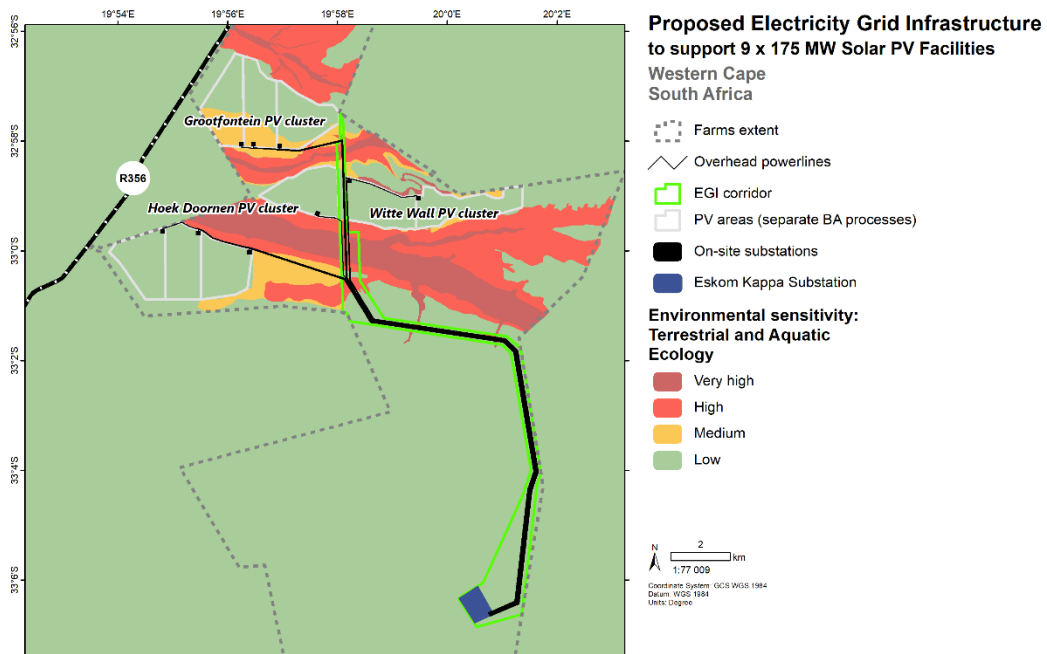 19°54'E 19°56'E 19°58'E 20°0'E 20°2'E
32°56'S
32°58'S
33°0'S
33°2'S
33°4'S
33°6'S
Grootfontein PV cluster
R356
Hoek Doornen PV cluster
Witte Wall PV cluster
Proposed Electricity Grid Infrastructure
to support 9 x 175 MW Solar PV Facilities
Western Cape
South Africa
Farms extent
Overhead powerlines
EGI corridor
PV areas (separate BA processes)
On-site substations
Eskom Kappa Substation
Environmental sensitivity:
Terrestrial and Aquatic
Ecology
Very high
High
Medium
Low
N
2
km
1:77 009
Coordinate System: GCS WGS 1984
Datum: WGS 1984
Units: Degree